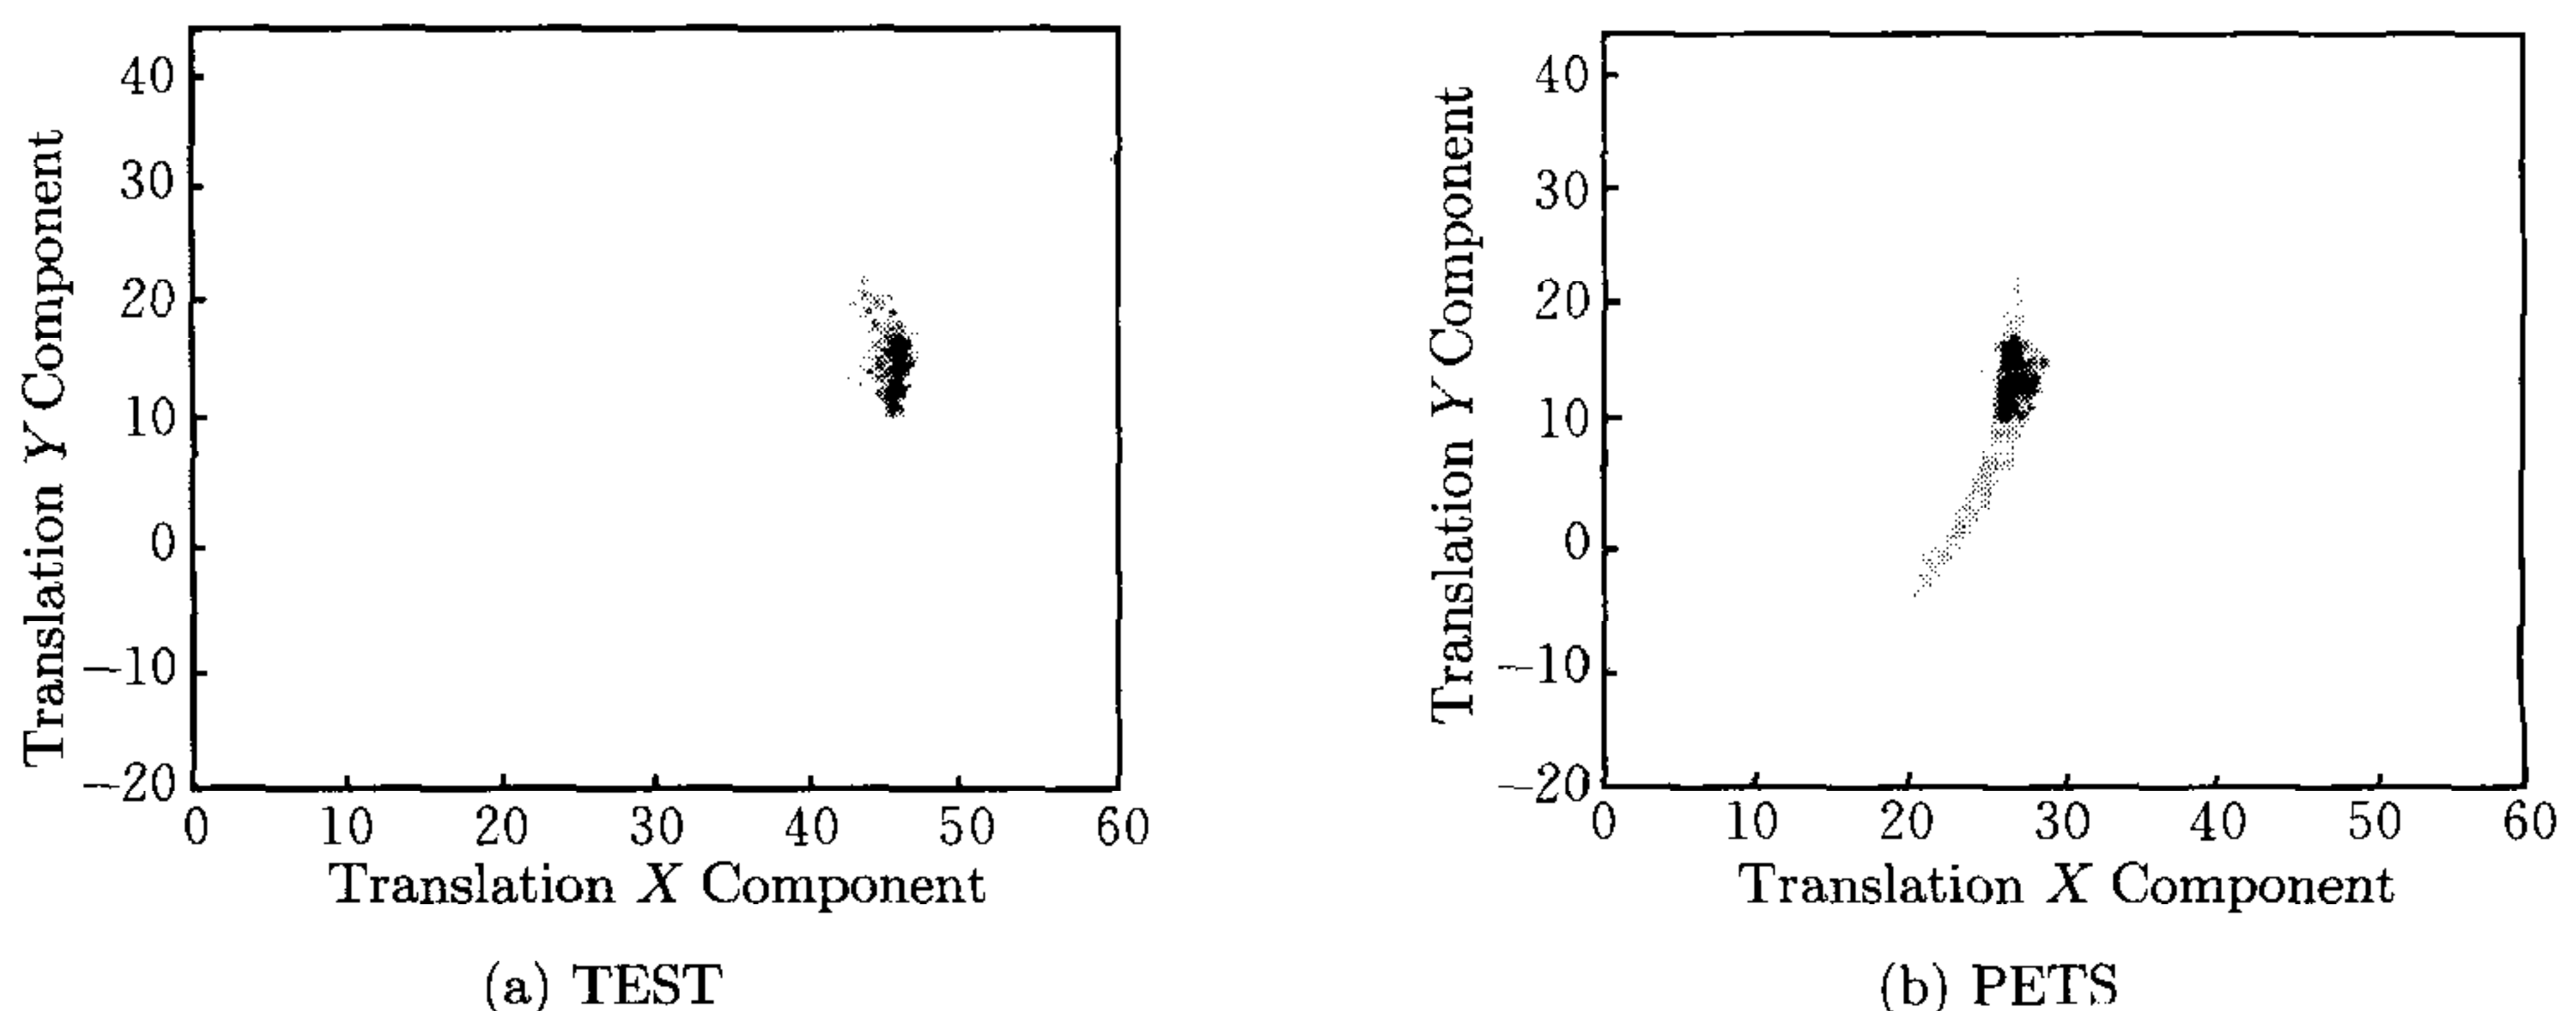 40
30
20
10
0
−10
−20
Translation Y Component
0 10 20 30 40 50 60
Translation X Component
(a) TEST
40
30
20
10
0
−10
−20
Translation Y Component
0 10 20 30 40 50 60
Translation X Component
(b) PETS